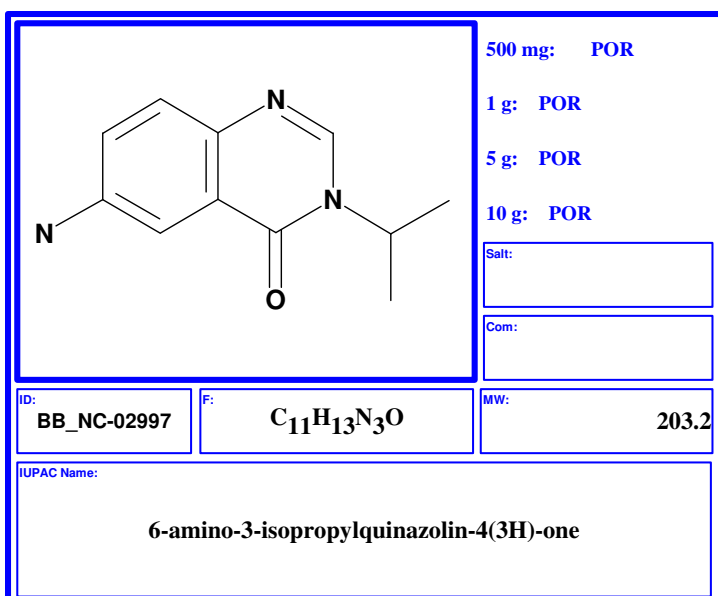 N
N
N
O
500 mg: POR
1 g: POR
5 g: POR
10 g: POR
Salt:
Com:
ID:
BB_NC-02997
F:
C11H13N3O
MW:
203.2
IUPAC Name:
6-amino-3-isopropylquinazolin-4(3H)-one